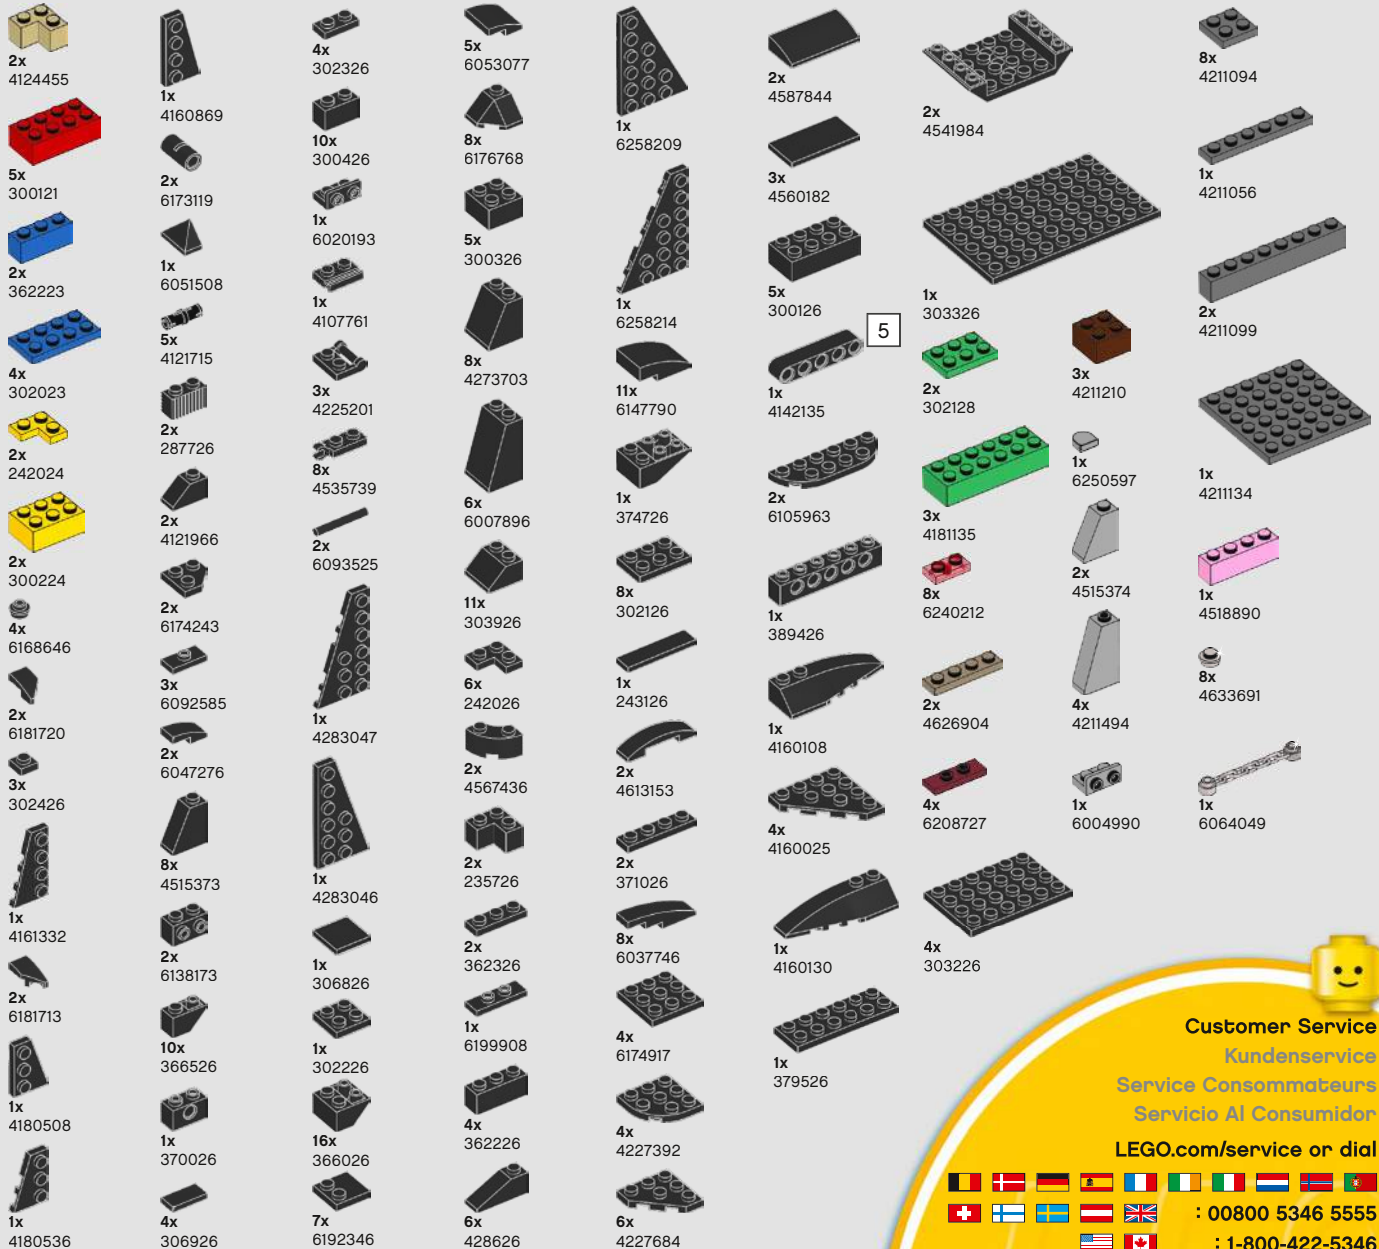 2x
4124455
5x
300121
2x
362223
4x
302023
2x
242024
2x
300224
4x
6168646
2x
6181720
3x
302426
1x
4161332
2x
6181713
1x
4180508
1x
4180536
1x
4160869
2x
6173119
1x
6051508
5x
4121715
2x
287726
2x
4121966
2x
6174243
3x
6092585
2x
6047276
8x
4515373
2x
6138173
10x
366526
1x
370026
4x
306926
4x
302326
10x
300426
1x
6020193
1x
4107761
3x
4225201
8x
4535739
2x
6093525
1x
4283047
1x
4283046
1x
306826
1x
302226
16x
366026
7x
6192346
5x
6053077
8x
6176768
5x
300326
8x
4273703
6x
6007896
11x
303926
6x
242026
2x
4567436
2x
235726
2x
362326
1x
6199908
4x
362226
6x
428626
1x
6258209
1x
6258214
11x
6147790
1x
374726
8x
302126
1x
243126
2x
4613153
2x
371026
8x
6037746
4x
6174917
4x
4227392
6x
4227684
2x
4587844
3x
4560182
5x
300126
5
1x
4142135
2x
6105963
1x
389426
1x
4160108
4x
4160025
1x
4160130
1x
379526
2x
4541984
1x
303326
2x
302128
3x
4181135
8x
6240212
2x
4626904
4x
6208727
4x
303226
3x
4211210
1x
6250597
2x
4515374
4x
4211494
1x
6004990
8x
4211094
1x
4211056
2x
4211099
1x
4211134
1x
4518890
8x
4633691
1x
6064049
Customer Service
Kundenservice
Service Consommateurs
Servicio Al Consumidor
LEGO.com/service or dial
: 00800 5346 5555
: 1-800-422-5346